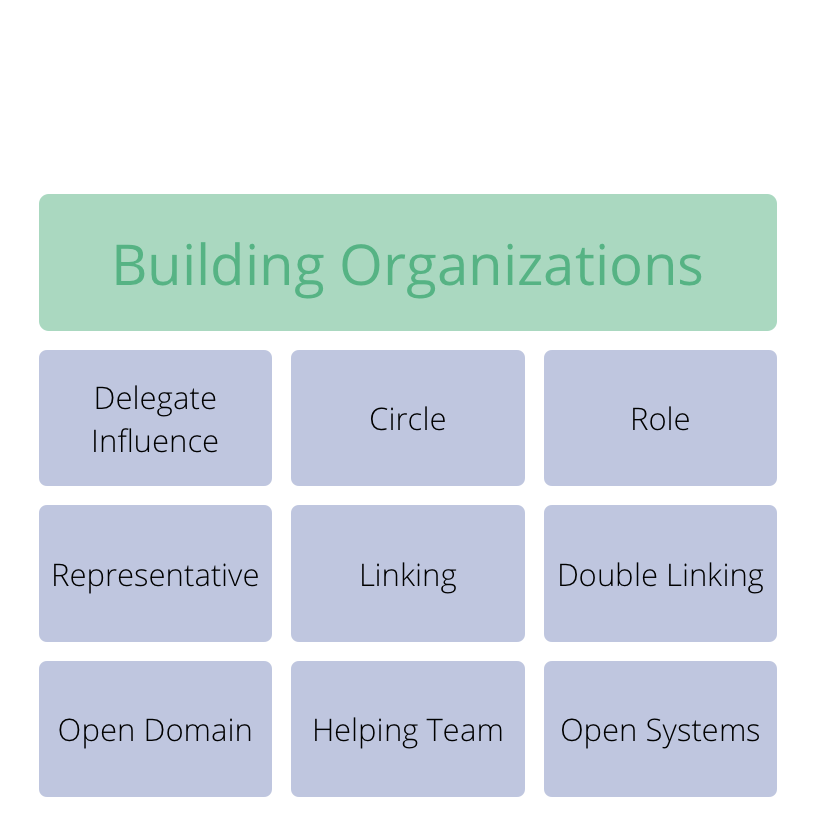 Building Organizations
Delegate
Influence
Circle
Role
Representative
Linking
Double Linking
Open Domain
Helping Team
Open Systems